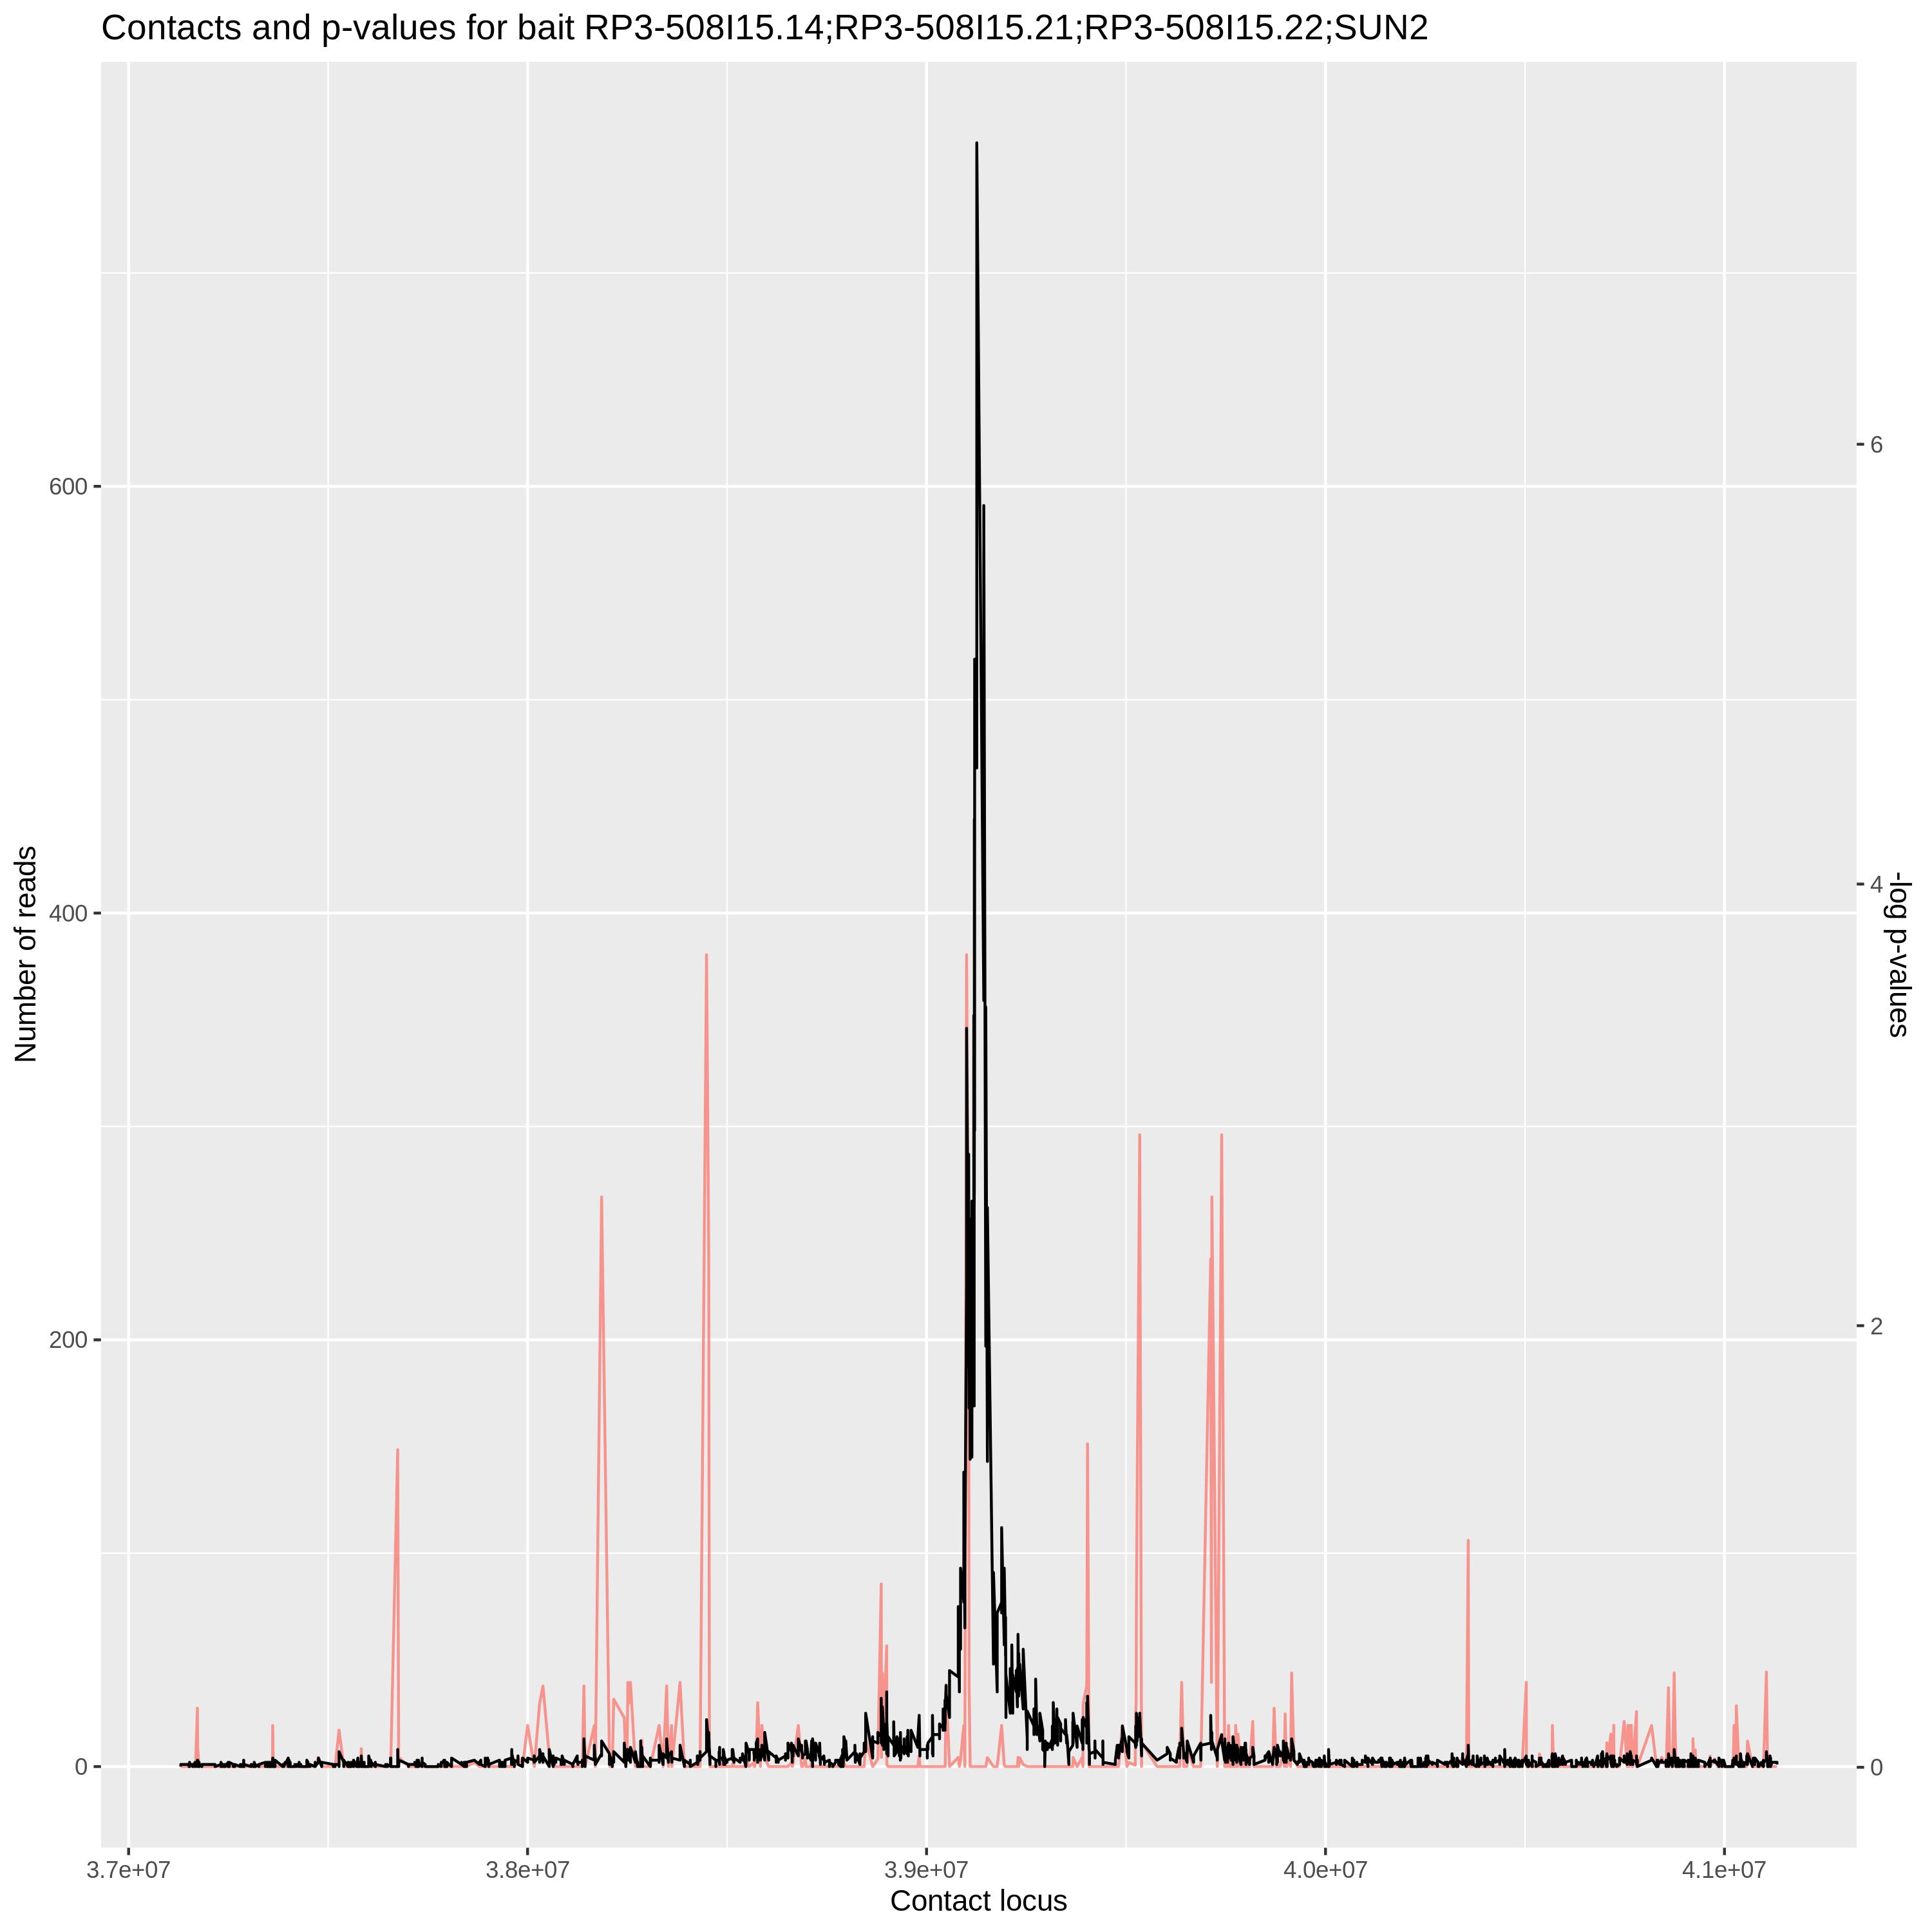 Contacts and p-values for bait RP3-508I15.14;RP3-508I15.21;RP3-508I15.22;SUN2
Number of reads
600
400
200
0
-log p-values
6
4
2
0
3.7e+07
3.8e+07
3.9e+07
4.0e+07
4.1e+07
Contact locus